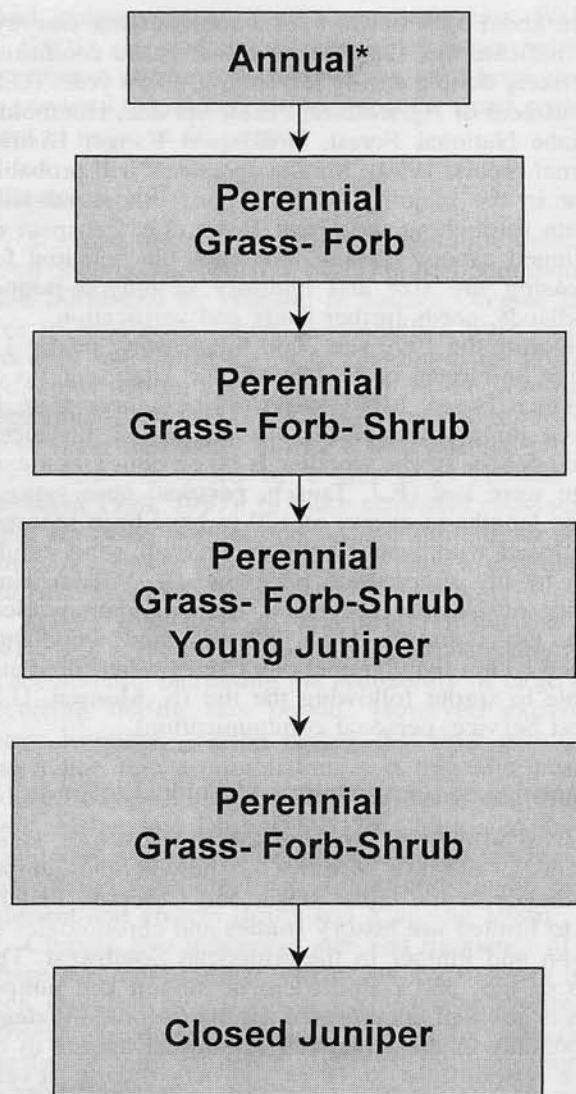 Annual*
Perennial
Grass- Forb
Perennial
Grass- Forb- Shrub
Perennial
Grass- Forb-Shrub
Young Juniper
Perennial
Grass- Forb-Shrub
Closed Juniper